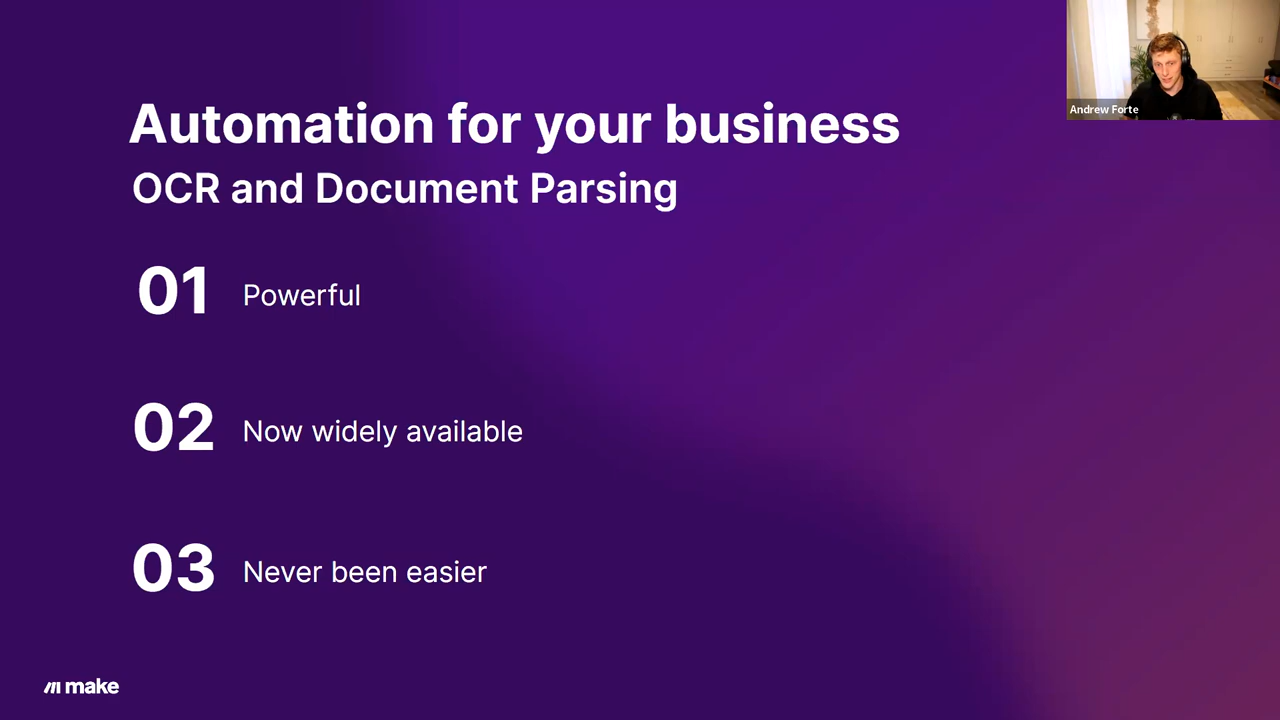 Automation for your business
OCR and Document Parsing
01 Powerful
02 Now widely available
03 Never been easier
make
Andrew Forte